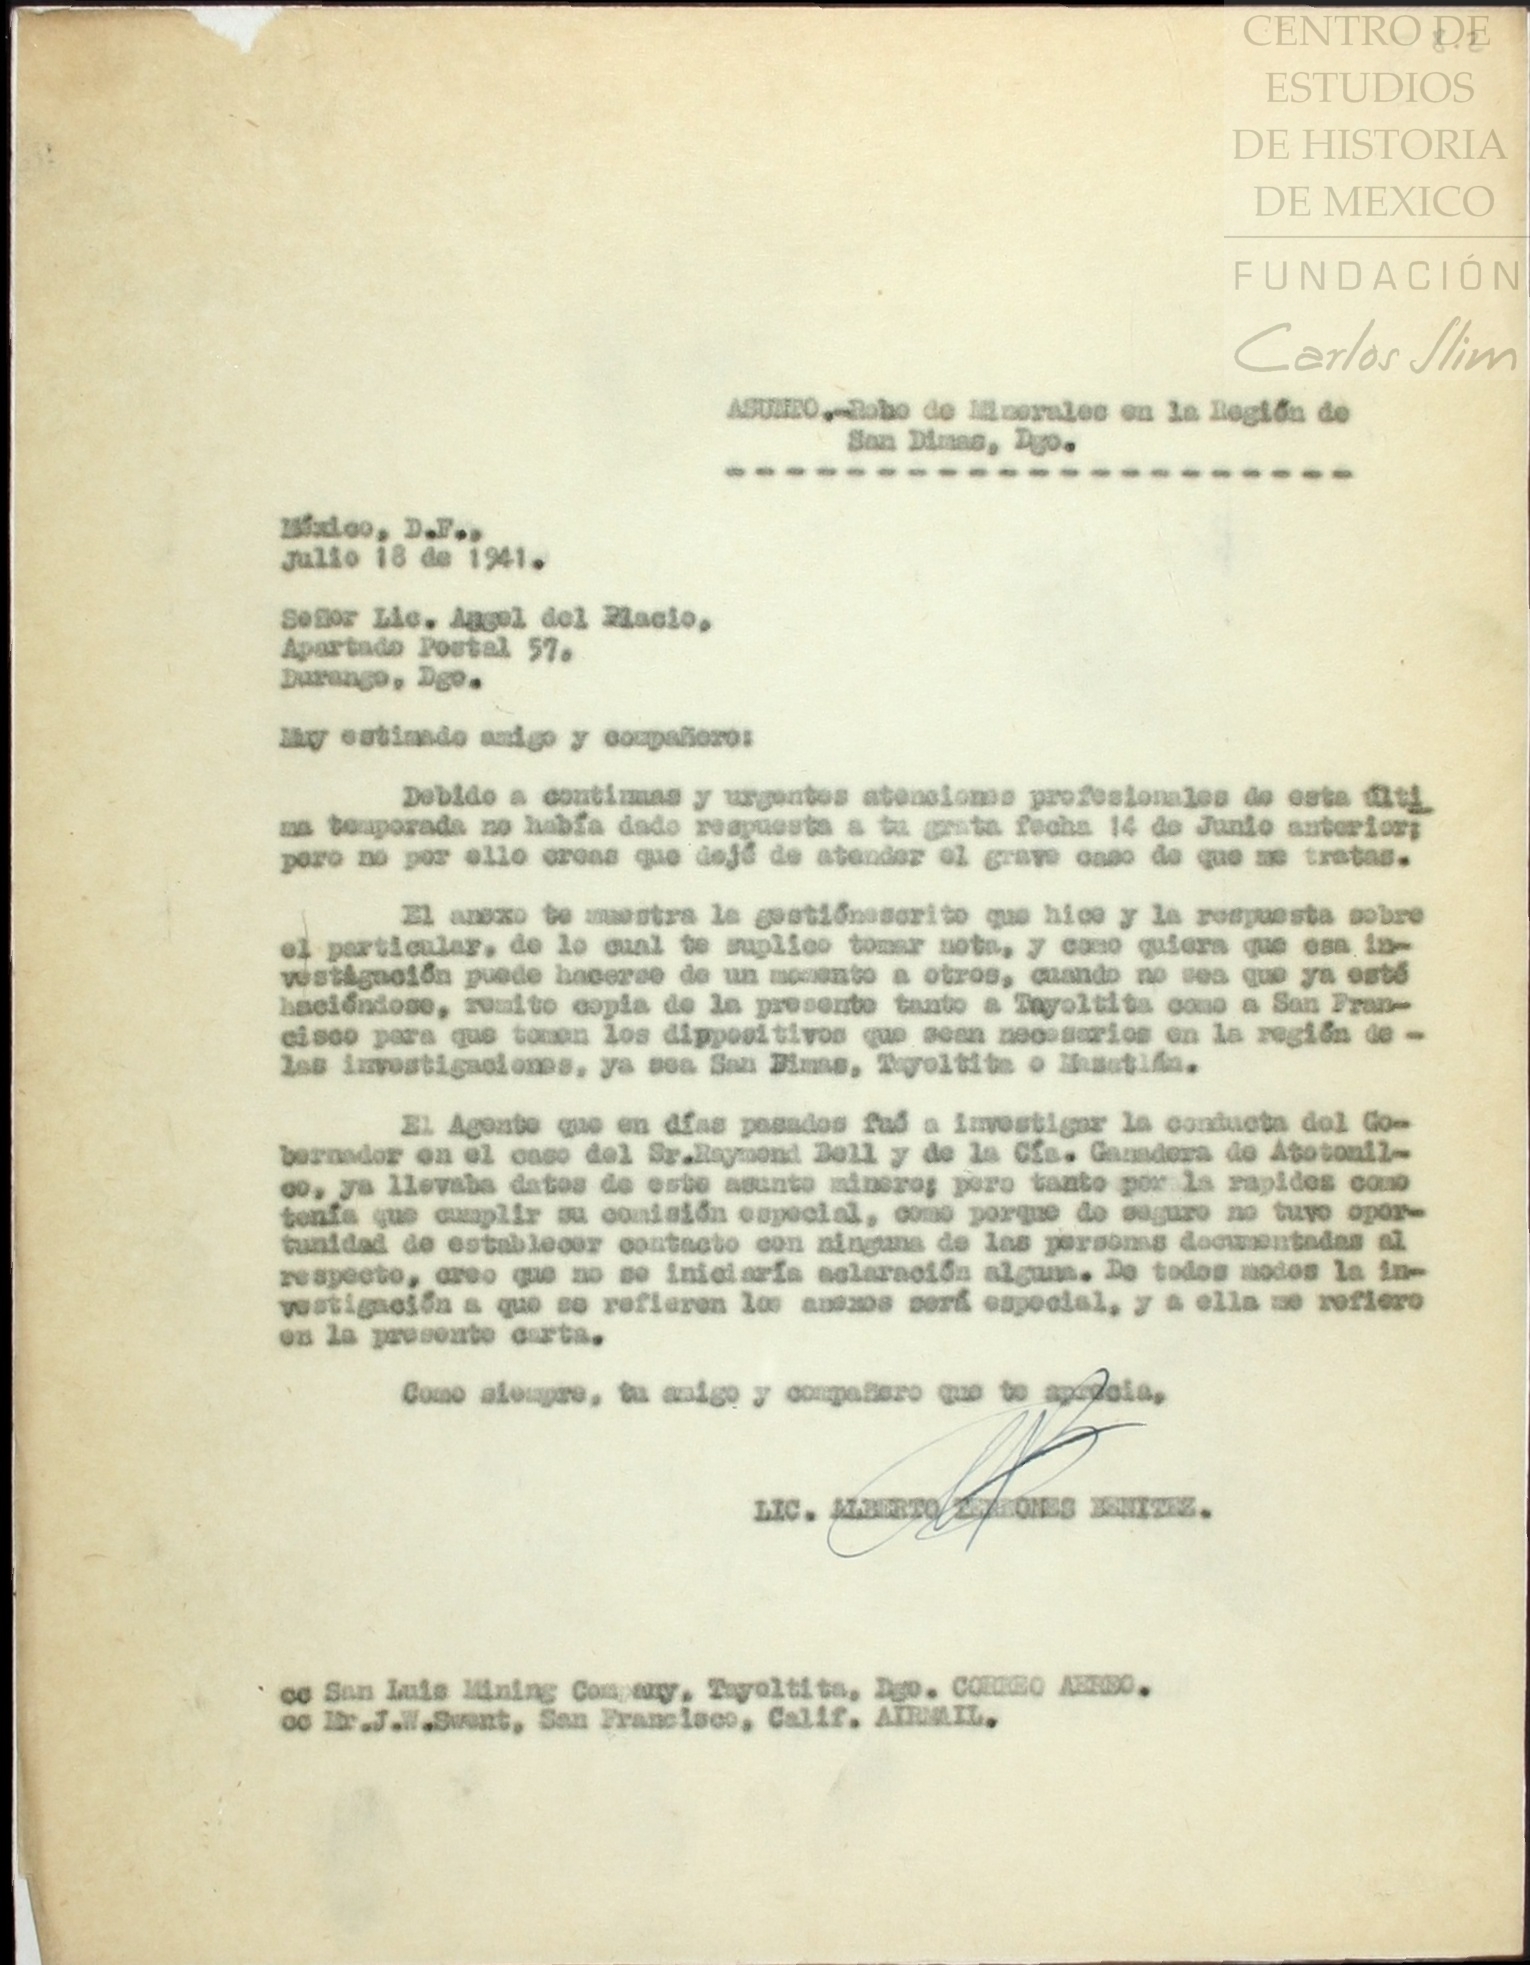 CENTRO DE
ESTUDIOS
DE HISTORIA
DE MEXICO
FUNDACIÓN
Carlos Slim
8.2
ASUNTO.-Robo de Minerales en la Región de
San Dimas, Dgo.
- - - - - - - - - - - - - - - - - - - - -
México, D.F.,
Julio 18 de 1941.
Señor Lic. Angel del Placio.
Apartado Postal 57.
Durango, Dgo.
Muy estimado amigo y compañero:
Debido a continuas y urgentes atenciones profesionales de esta últi_
ma temporada no había dado respuesta a tu grata fecha 14 de Junio anterior;
pero no por ello creas que dejé de atender el grave caso de que me tratas.
El anexo te muestra la gestiónescrito que hice y la respuesta sobre
el particular, de lo cual te suplico tomar nota, y como quiera que esa in-
vestigación puede hacerse de un momento a otros, cuando no sea que ya esté
haciéndose, remito copia de la presente tanto a Tayoltita como a San Fran-
cisco para que tomen los dippositivos que sean necesarios en la región de -
las investigaciones, ya sea San Dimas, Tayoltita o Mazatlán.
El Agente que en días pasados fué a investigar la conducta del Go-
bernador en el caso del Sr.Raymond Bell y de la Cía. Ganadera de Atotonil-
co, ya llevaba datos de este asunto minero; pero tanto por la rapidez como
tenía que cumplir su comisión especial, como porque de seguro no tuvo opor-
tunidad de establecer contacto con ninguna de las personas documentadas al
respecto, creo que no se iniciaría aclaración alguna. De todos modos la in-
vestigación a que se refieren los anexos será especial, y a ella me refiero
en la presente carta.
Como siempre, tu amigo y compañero que te aprecia,
LIC. ALBERTO TERRONES BENITEZ.
cc San Luis Mining Company, Tayoltita, Dgo. CORREO AEREO.
cc Mr.J.W.Swent, San Francisco, Calif. AIRMAIL.